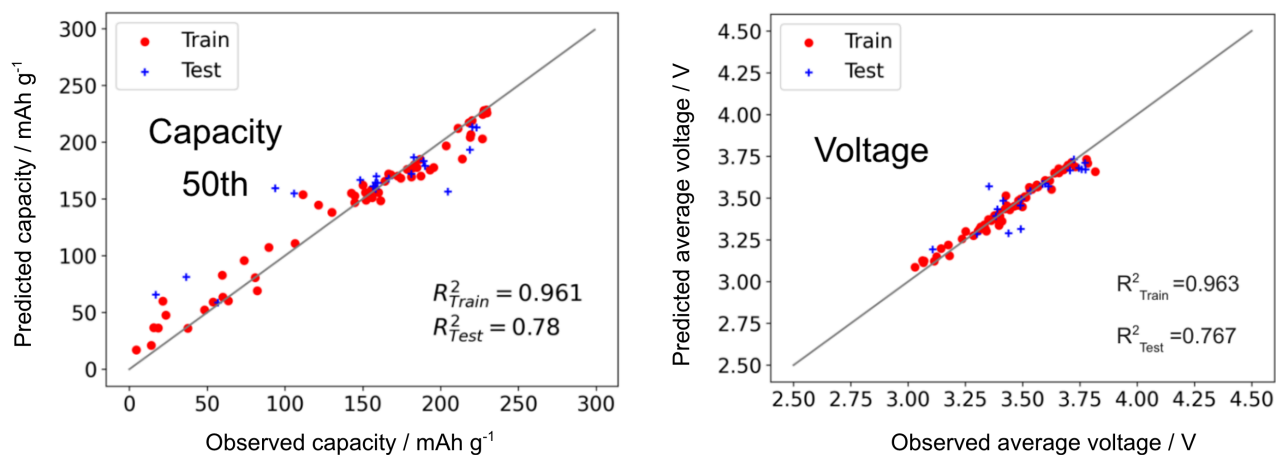 300
250
200
150
100
50
0
Predicted capacity / mAh g⁻¹
Train
Test
Capacity
50th
R²Train = 0.961
R²Test = 0.78
0 50 100 150 200 250 300
Observed capacity / mAh g⁻¹
4.50
4.25
4.00
3.75
3.50
3.25
3.00
2.75
2.50
Predicted average voltage / V
Train
Test
Voltage
R²Train =0.963
R²Test =0.767
2.50 2.75 3.00 3.25 3.50 3.75 4.00 4.25 4.50
Observed average voltage / V